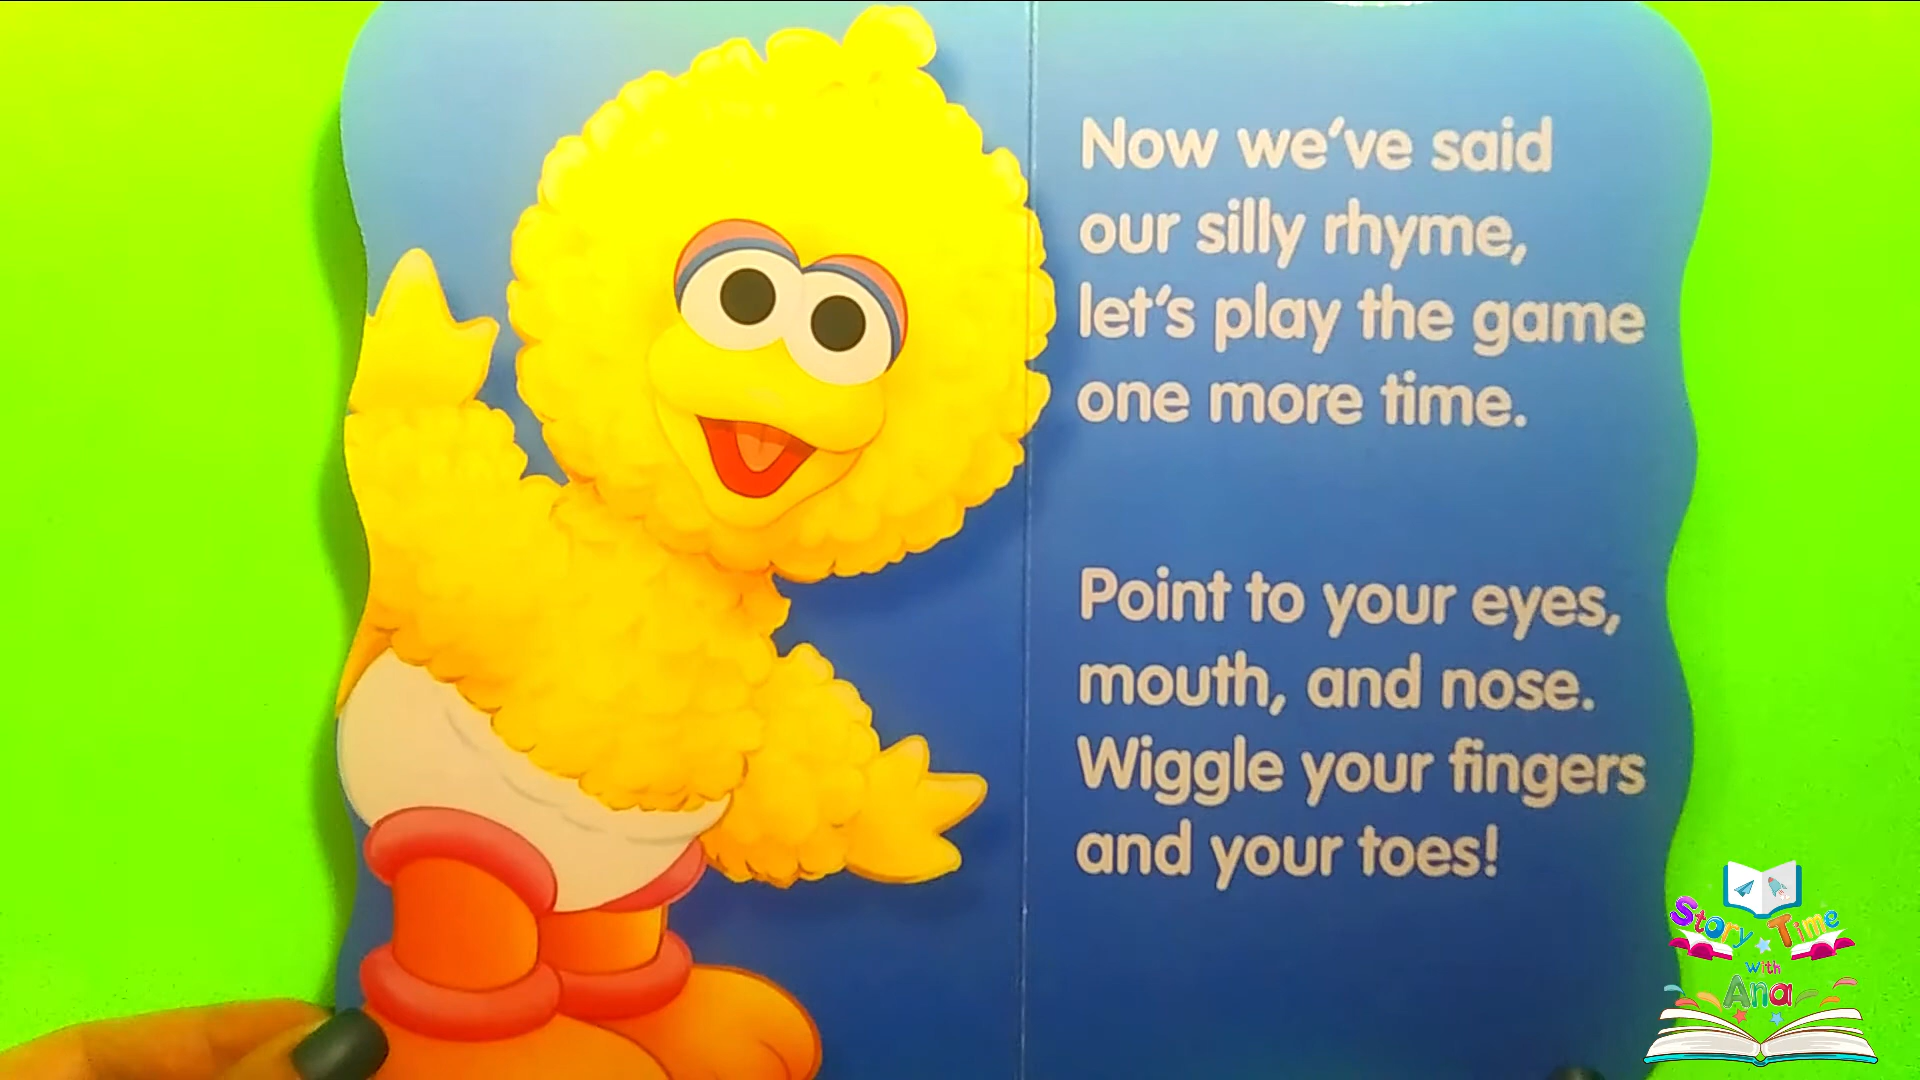 Now we've said
our silly rhyme,
let's play the game
one more time.
Point to your eyes,
mouth, and nose.
Wiggle your fingers
and your toes!
Story Time
with
Ana